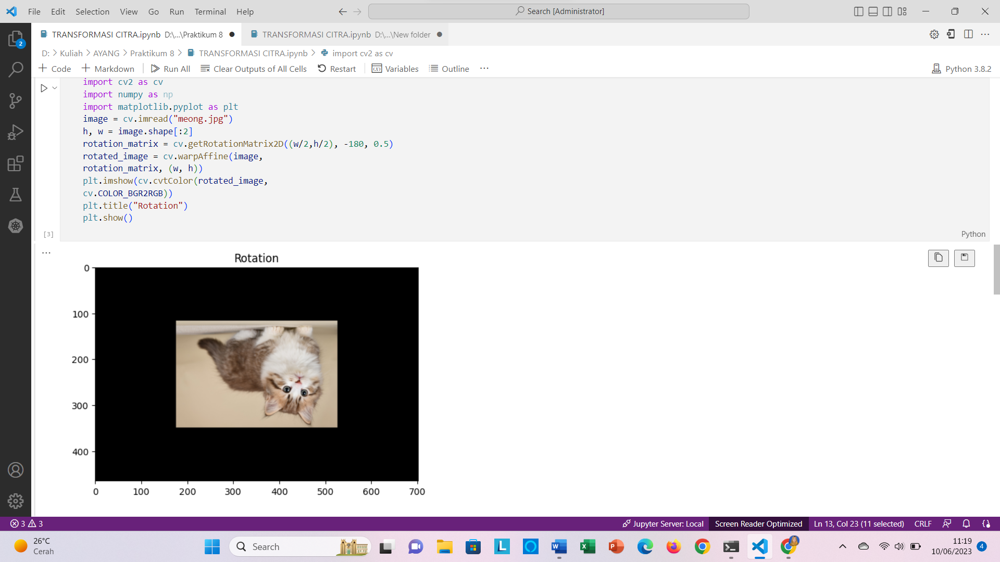 File Edit Selection View Go Run Terminal Help
Search [Administrator]
TRANSFORMASI CITRA.ipynb D:\...\Praktikum 8
TRANSFORMASI CITRA.ipynb D:\...\New folder
D: > Kuliah > AYANG > Praktikum 8 > TRANSFORMASI CITRA.ipynb > import cv2 as cv
+ Code + Markdown Run All Clear Outputs of All Cells Restart Variables Outline ...
Python 3.8.2
import cv2 as cv
import numpy as np
import matplotlib.pyplot as plt
image = cv.imread("meong.jpg")
h, w = image.shape[:2]
rotation_matrix = cv.getRotationMatrix2D((w/2,h/2), -180, 0.5)
rotated_image = cv.warpAffine(image,
rotation_matrix, (w, h))
plt.imshow(cv.cvtColor(rotated_image,
cv.COLOR_BGR2RGB))
plt.title("Rotation")
plt.show()
[3]
Python
Rotation
0
100
200
300
400
0 100 200 300 400 500 600 700
2
3 3
Jupyter Server: Local Screen Reader Optimized Ln 13, Col 23 (11 selected) CRLF
26°C
Cerah
Search
11:19
10/06/2023
4